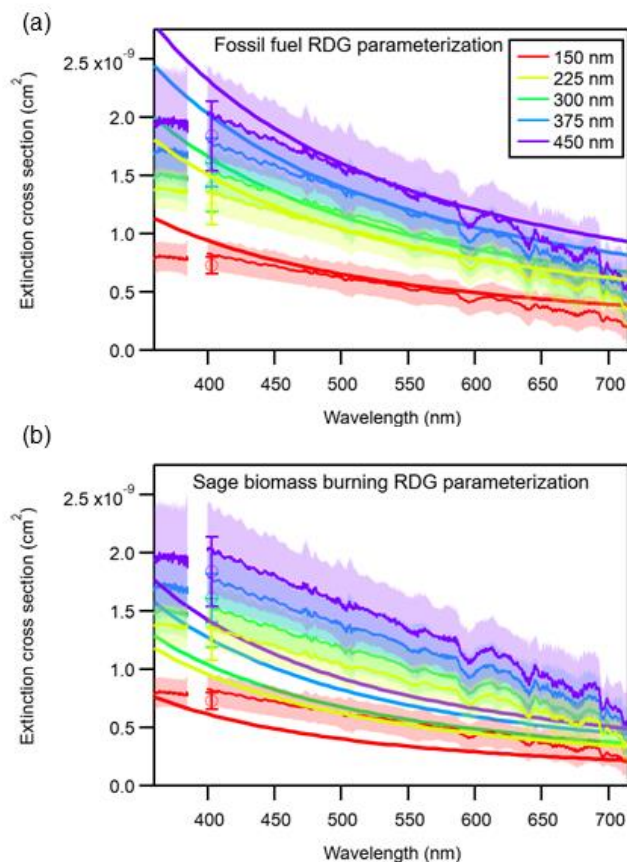 (a)
Fossil fuel RDG parameterization
150 nm
225 nm
300 nm
375 nm
450 nm
2.5 x10⁻⁹
2.0
1.5
1.0
0.5
0.0
Extinction cross section (cm²)
400 450 500 550 600 650 700
Wavelength (nm)
(b)
Sage biomass burning RDG parameterization
2.5 x10⁻⁹
2.0
1.5
1.0
0.5
0.0
Extinction cross section (cm²)
400 450 500 550 600 650 700
Wavelength (nm)